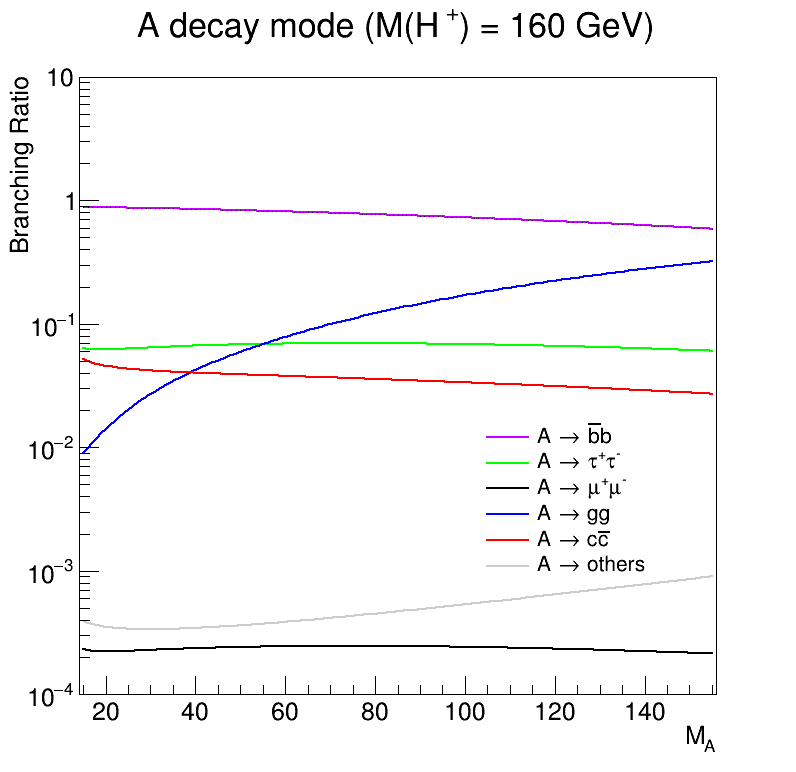 A decay mode (M(H⁺) = 160 GeV)
Branching Ratio
10
1
10⁻¹
10⁻²
10⁻³
10⁻⁴
A → b̅b
A → τ⁺τ⁻
A → μ⁺μ⁻
A → gg
A → cc̅
A → others
20 40 60 80 100 120 140
M_A